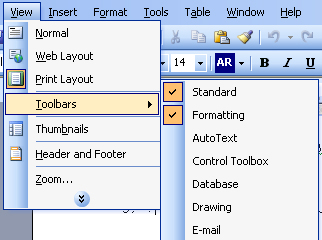 View Insert Format Tools Table Window Help
Normal
Web Layout
Print Layout
Toolbars
Thumbnails
Header and Footer
Zoom...
14 AR B I U
Standard
Formatting
AutoText
Control Toolbox
Database
Drawing
E-mail